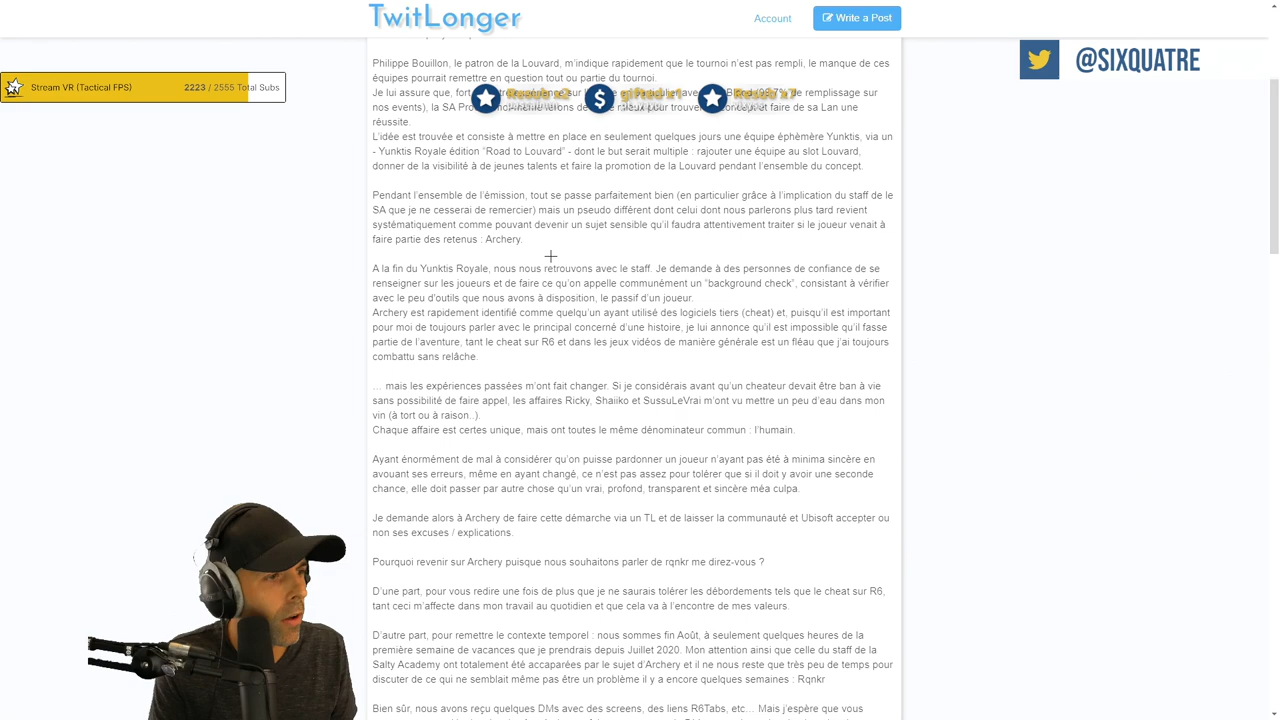 TwitLonger
Account
Write a Post
@SIXQUATRE
Stream VR (Tactical FPS)
2223 / 2555 Total Subs
Philippe Bouillon, le patron de la Louvard, m'indique rapidement que le tournoi n'est pas rempli, le manque de ces
équipes pourrait remettre en question tout ou partie du tournoi.
Je lui assure que, fort
remplissage sur
nos events), la SA
faire de sa Lan une
réussite.
L'idée est trouvée et consiste à mettre en place en seulement quelques jours une équipe éphèmère Yunktis, via un
- Yunktis Royale édition "Road to Louvard" - dont le but serait multiple : rajouter une équipe au slot Louvard,
donner de la visibilité à de jeunes talents et faire la promotion de la Louvard pendant l'ensemble du concept.
Pendant l'ensemble de l'émission, tout se passe parfaitement bien (en particulier grâce à l'implication du staff de le
SA que je ne cesserai de remercier) mais un pseudo diffèrent dont celui dont nous parlerons plus tard revient
systématiquement comme pouvant devenir un sujet sensible qu'il faudra attentivement traiter si le joueur venait à
faire partie des retenus : Archery.
A la fin du Yunktis Royale, nous nous retrouvons avec le staff. Je demande à des personnes de confiance de se
renseigner sur les joueurs et de faire ce qu'on appelle communément un "background check", consistant à vérifier
avec le peu d'outils que nous avons à disposition, le passif d'un joueur.
Archery est rapidement identifié comme quelqu'un ayant utilisé des logiciels tiers (cheat) et, puisqu'il est important
pour moi de toujours parler avec le principal concerné d'une histoire, je lui annonce qu'il est impossible qu'il fasse
partie de l'aventure, tant le cheat sur R6 et dans les jeux vidéos de manière générale est un fléau que j'ai toujours
combattu sans relâche.
... mais les expériences passées m'ont fait changer. Si je considérais avant qu'un cheateur devait être ban à vie
sans possibilité de faire appel, les affaires Ricky, Shaiiko et SussuLeVrai m'ont vu mettre un peu d'eau dans mon
vin (à tort ou à raison..).
Chaque affaire est certes unique, mais ont toutes le même dénominateur commun : l'humain.
Ayant énormément de mal à considérer qu'on puisse pardonner un joueur n'ayant pas été à minima sincère en
avouant ses erreurs, même en ayant changé, ce n'est pas assez pour tolérer que si il doit y avoir une seconde
chance, elle doit passer par autre chose qu'un vrai, profond, transparent et sincère méa culpa.
Je demande alors à Archery de faire cette démarche via un TL et de laisser la communauté et Ubisoft accepter ou
non ses excuses / explications.
Pourquoi revenir sur Archery puisque nous souhaitons parler de rqnkr me direz-vous ?
D'une part, pour vous redire une fois de plus que je ne saurais tolérer les débordements tels que le cheat sur R6,
tant ceci m'affecte dans mon travail au quotidien et que cela va à l'encontre de mes valeurs.
D'autre part, pour remettre le contexte temporel : nous sommes fin Août, à seulement quelques heures de la
première semaine de vacances que je prendrais depuis Juillet 2020. Mon attention ainsi que celle du staff de la
Salty Academy ont totalement été accaparées par le sujet d'Archery et il ne nous reste que très peu de temps pour
discuter de ce qui ne semblait même pas être un problème il y a encore quelques semaines : Rqnkr
Bien sûr, nous avons reçu quelques DMs avec des screens, des liens R6Tabs, etc... Mais j'espère que vous